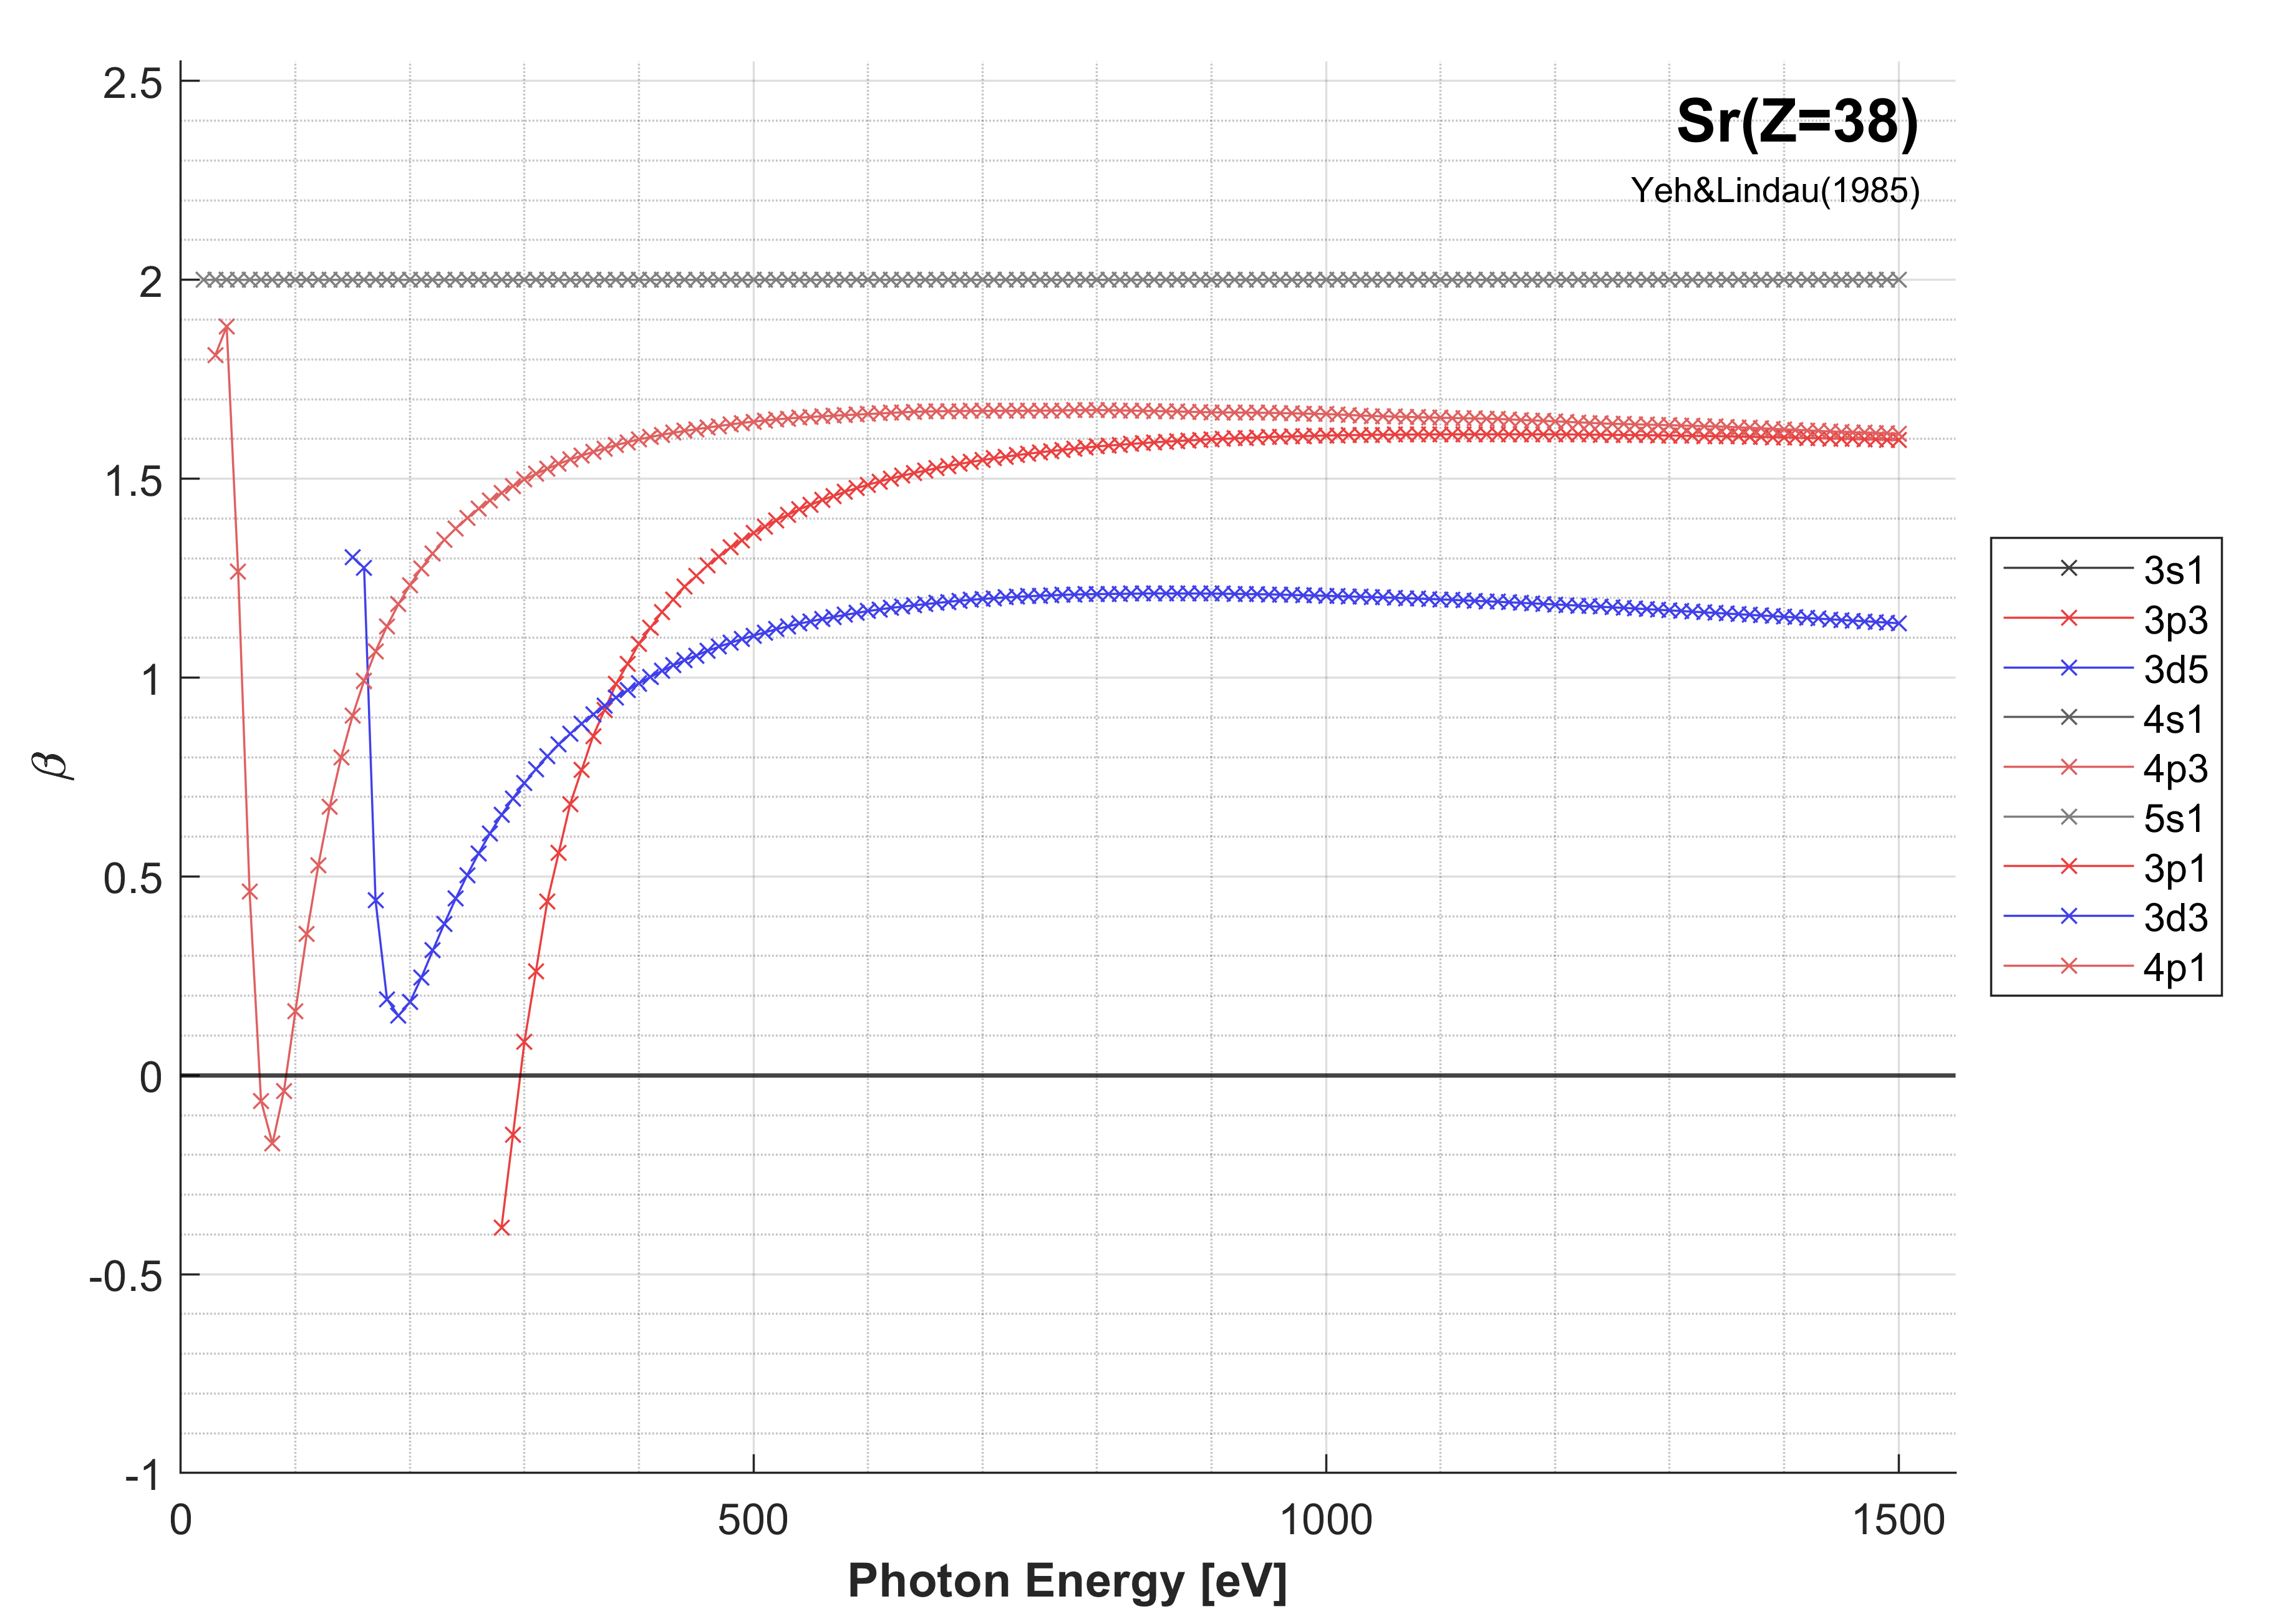 Sr(Z=38)
Yeh&Lindau(1985)
2.5
2
1.5
1
0.5
0
-0.5
-1
β
0 500 1000 1500
Photon Energy [eV]
3s1
3p3
3d5
4s1
4p3
5s1
3p1
3d3
4p1